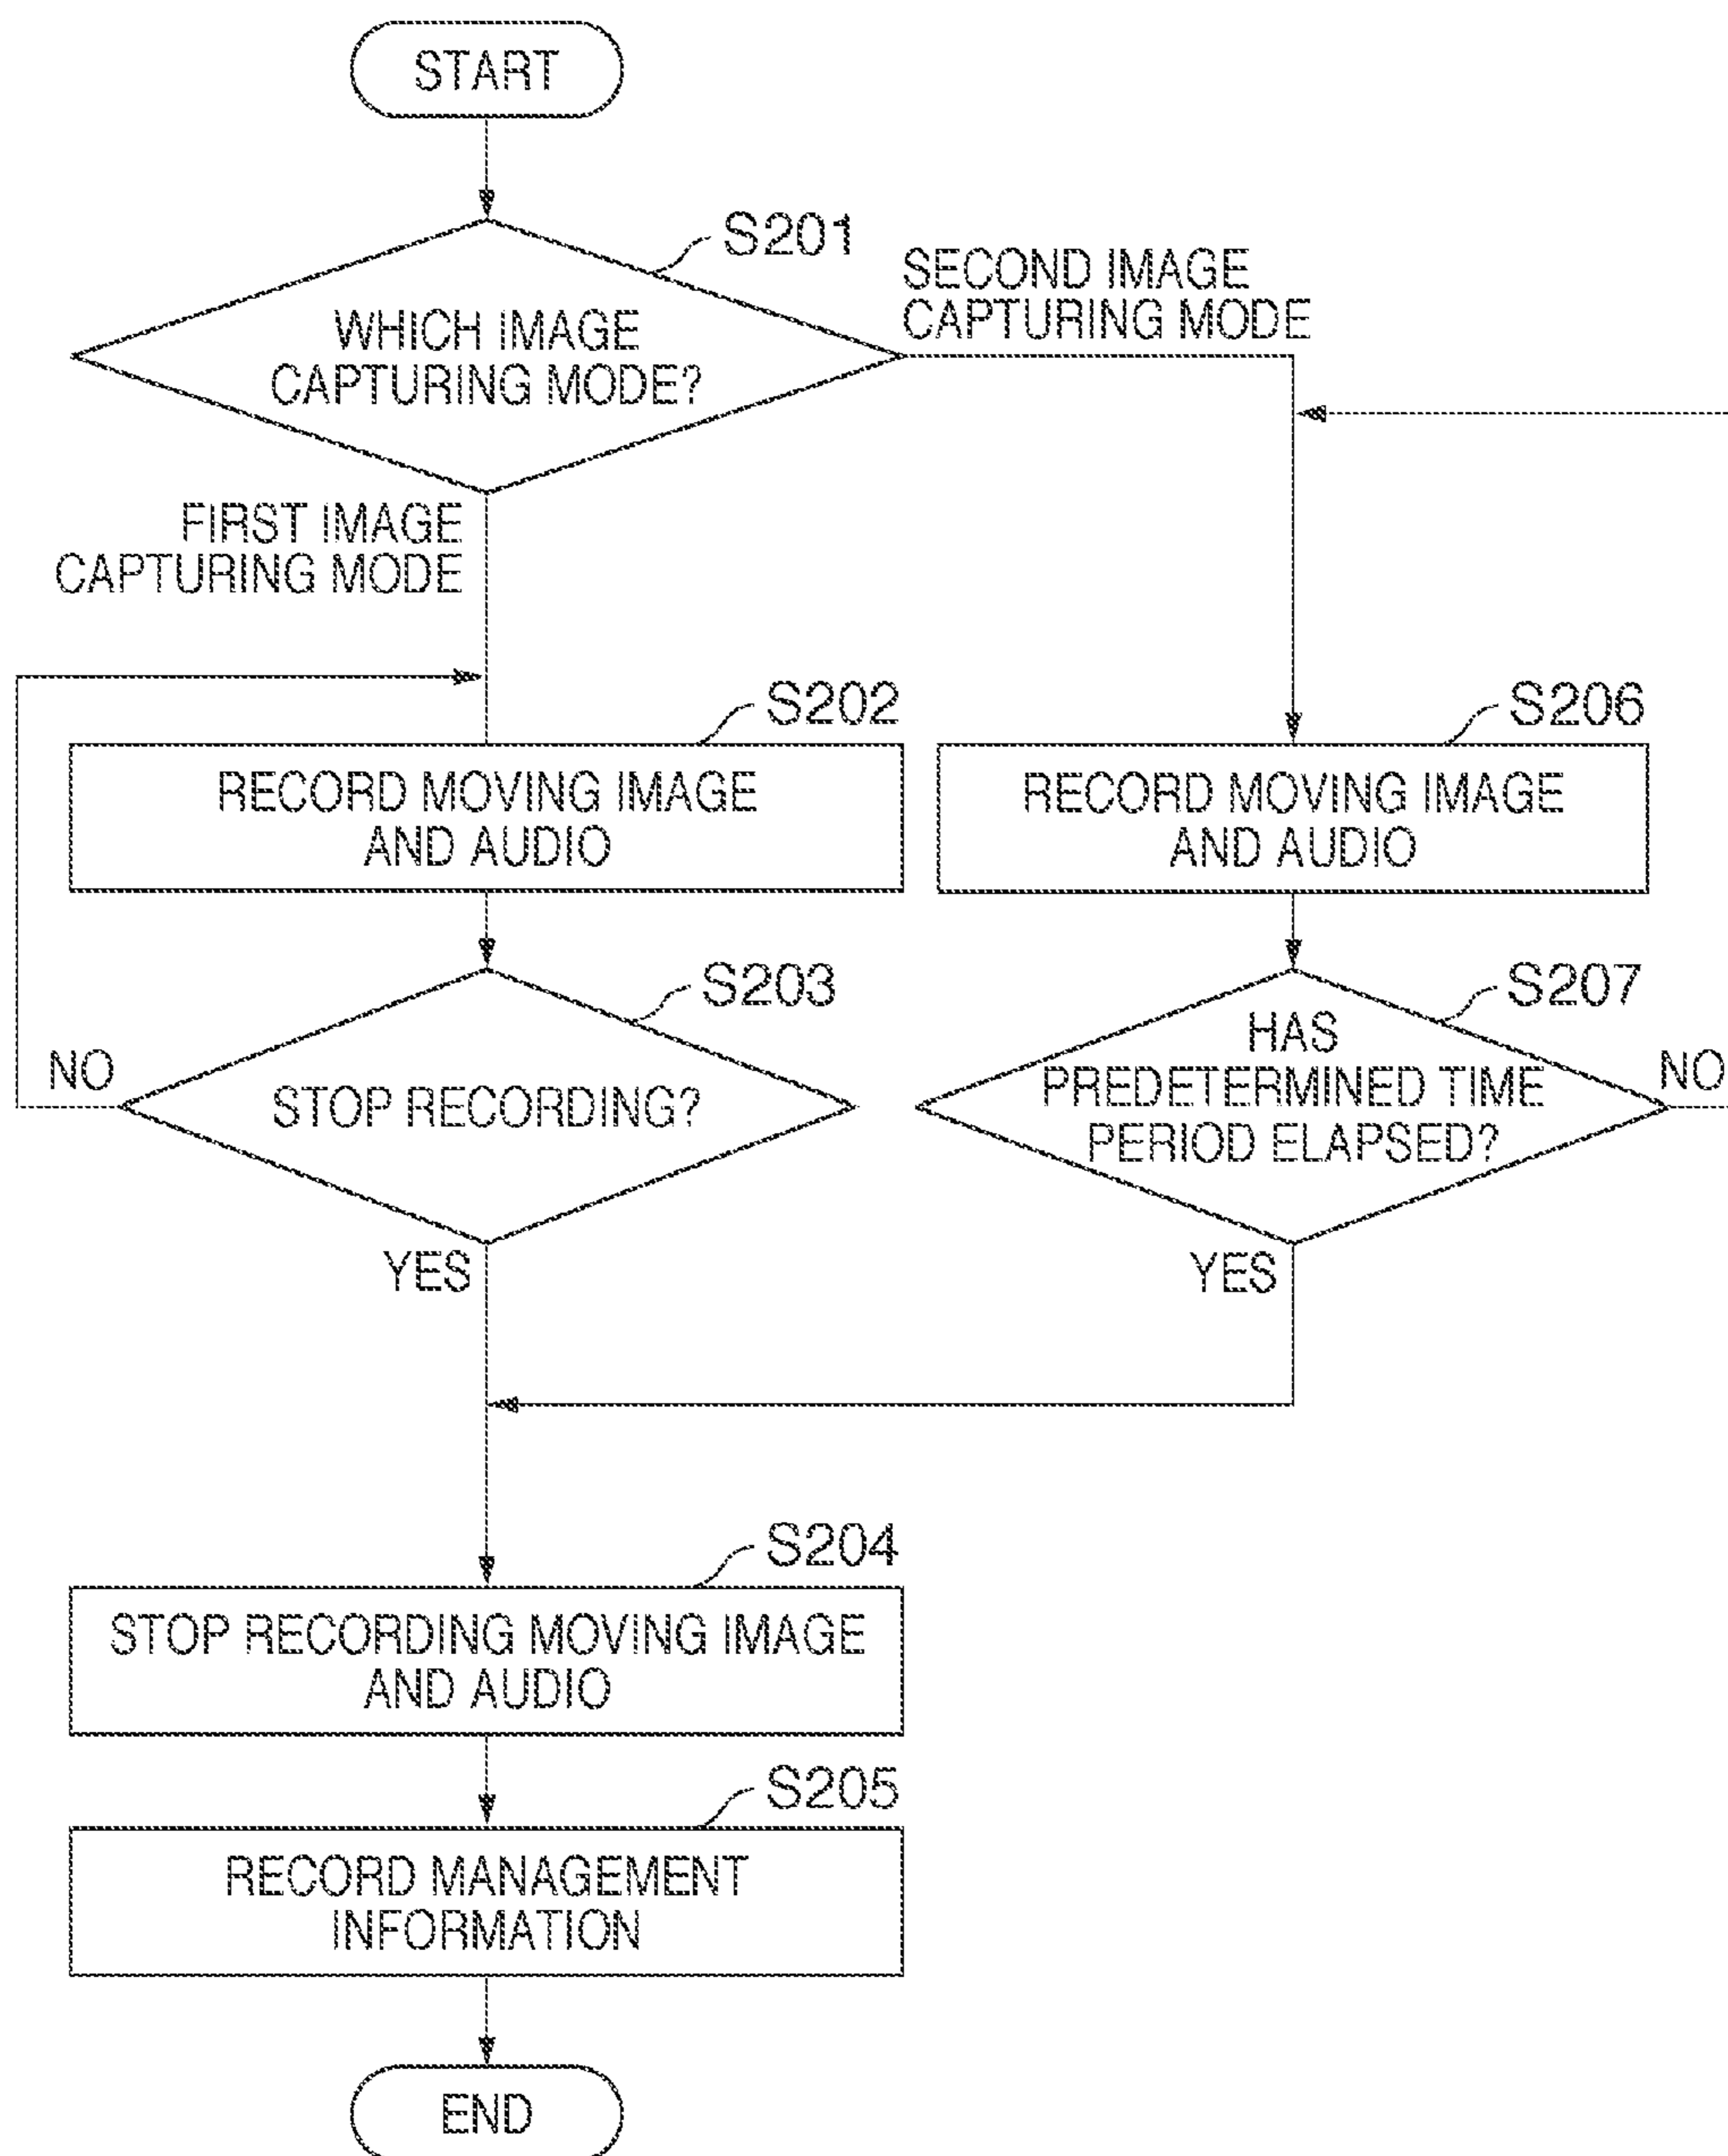 START
S201
WHICH IMAGE
CAPTURING MODE?
SECOND IMAGE
CAPTURING MODE
FIRST IMAGE
CAPTURING MODE
S202
RECORD MOVING IMAGE
AND AUDIO
S206
RECORD MOVING IMAGE
AND AUDIO
S203
STOP RECORDING?
NO
YES
S207
HAS
PREDETERMINED TIME
PERIOD ELAPSED?
NO
YES
S204
STOP RECORDING MOVING IMAGE
AND AUDIO
S205
RECORD MANAGEMENT
INFORMATION
END